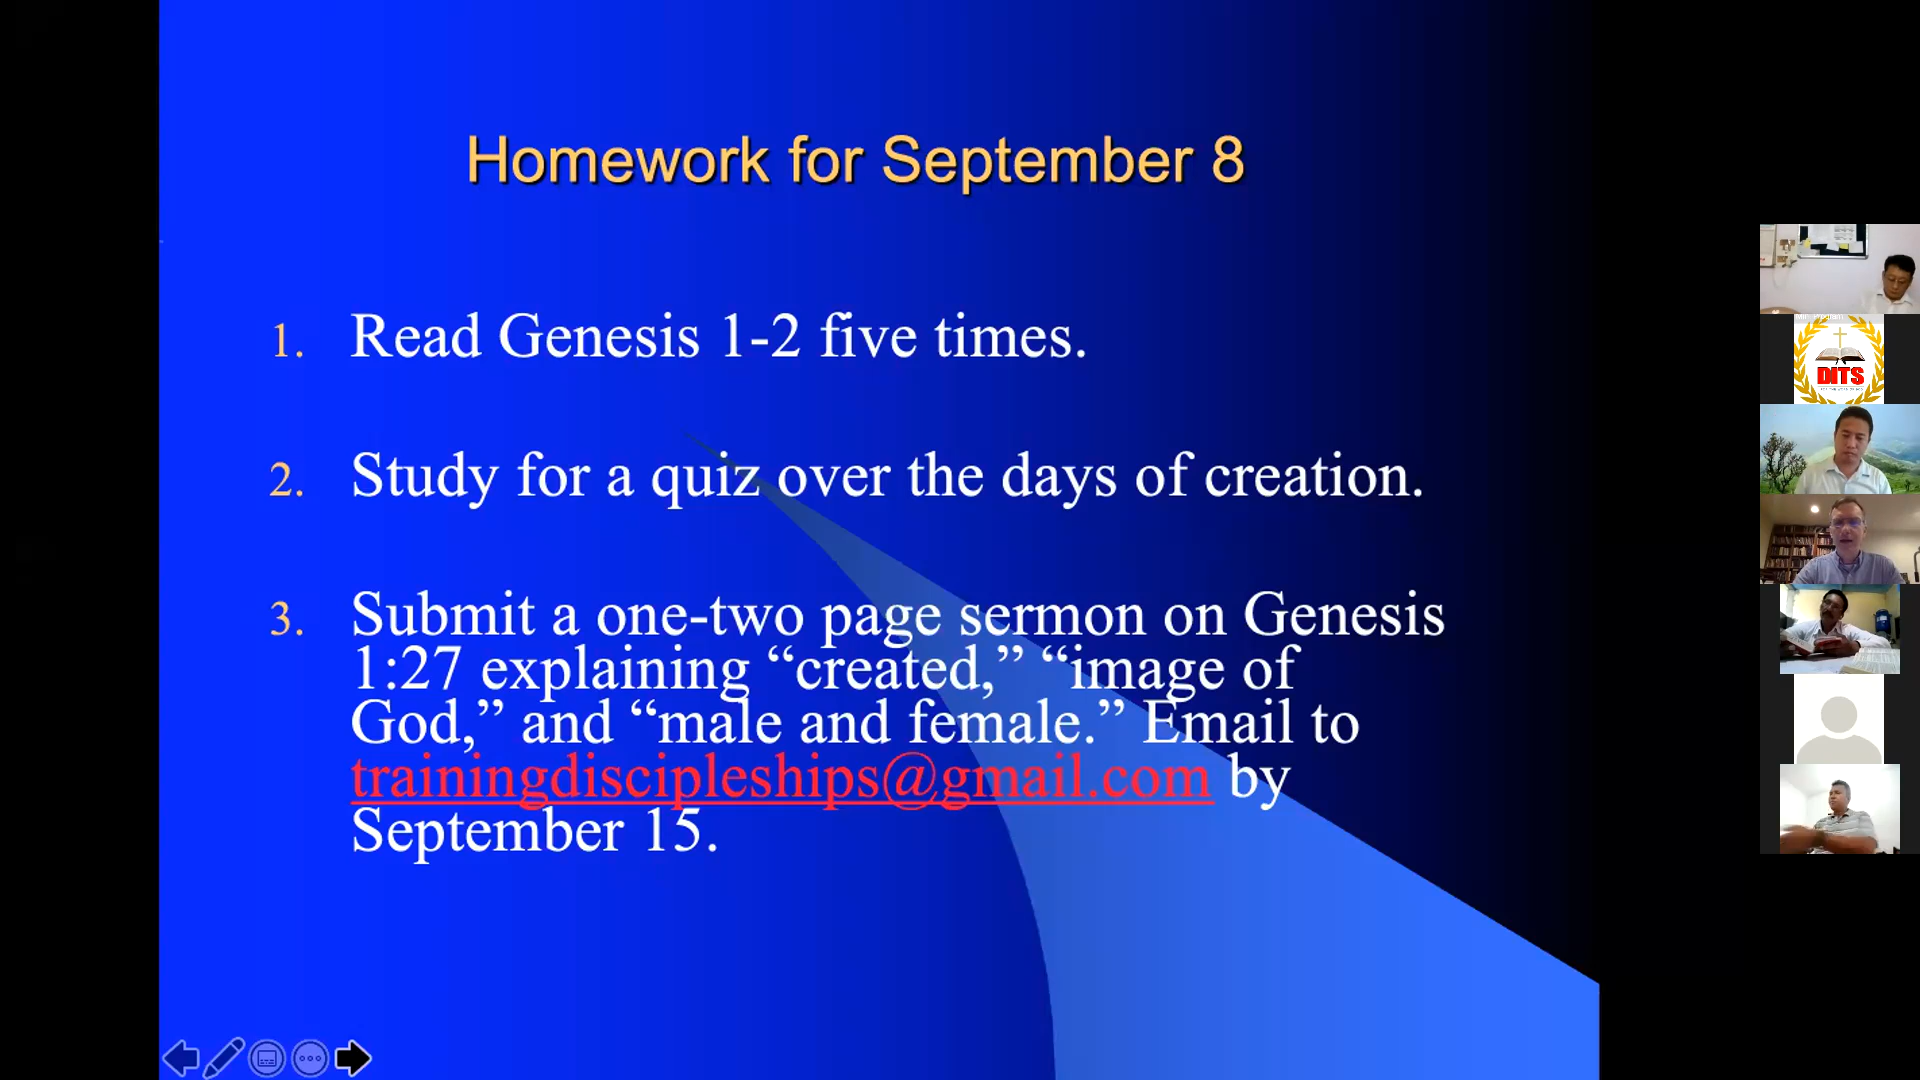 Homework for September 8
1. Read Genesis 1-2 five times.
2. Study for a quiz over the days of creation.
3. Submit a one-two page sermon on Genesis
1:27 explaining “created,” “image of
God,” and “male and female.” Email to
trainingdiscipleships@gmail.com by
September 15.
DITS